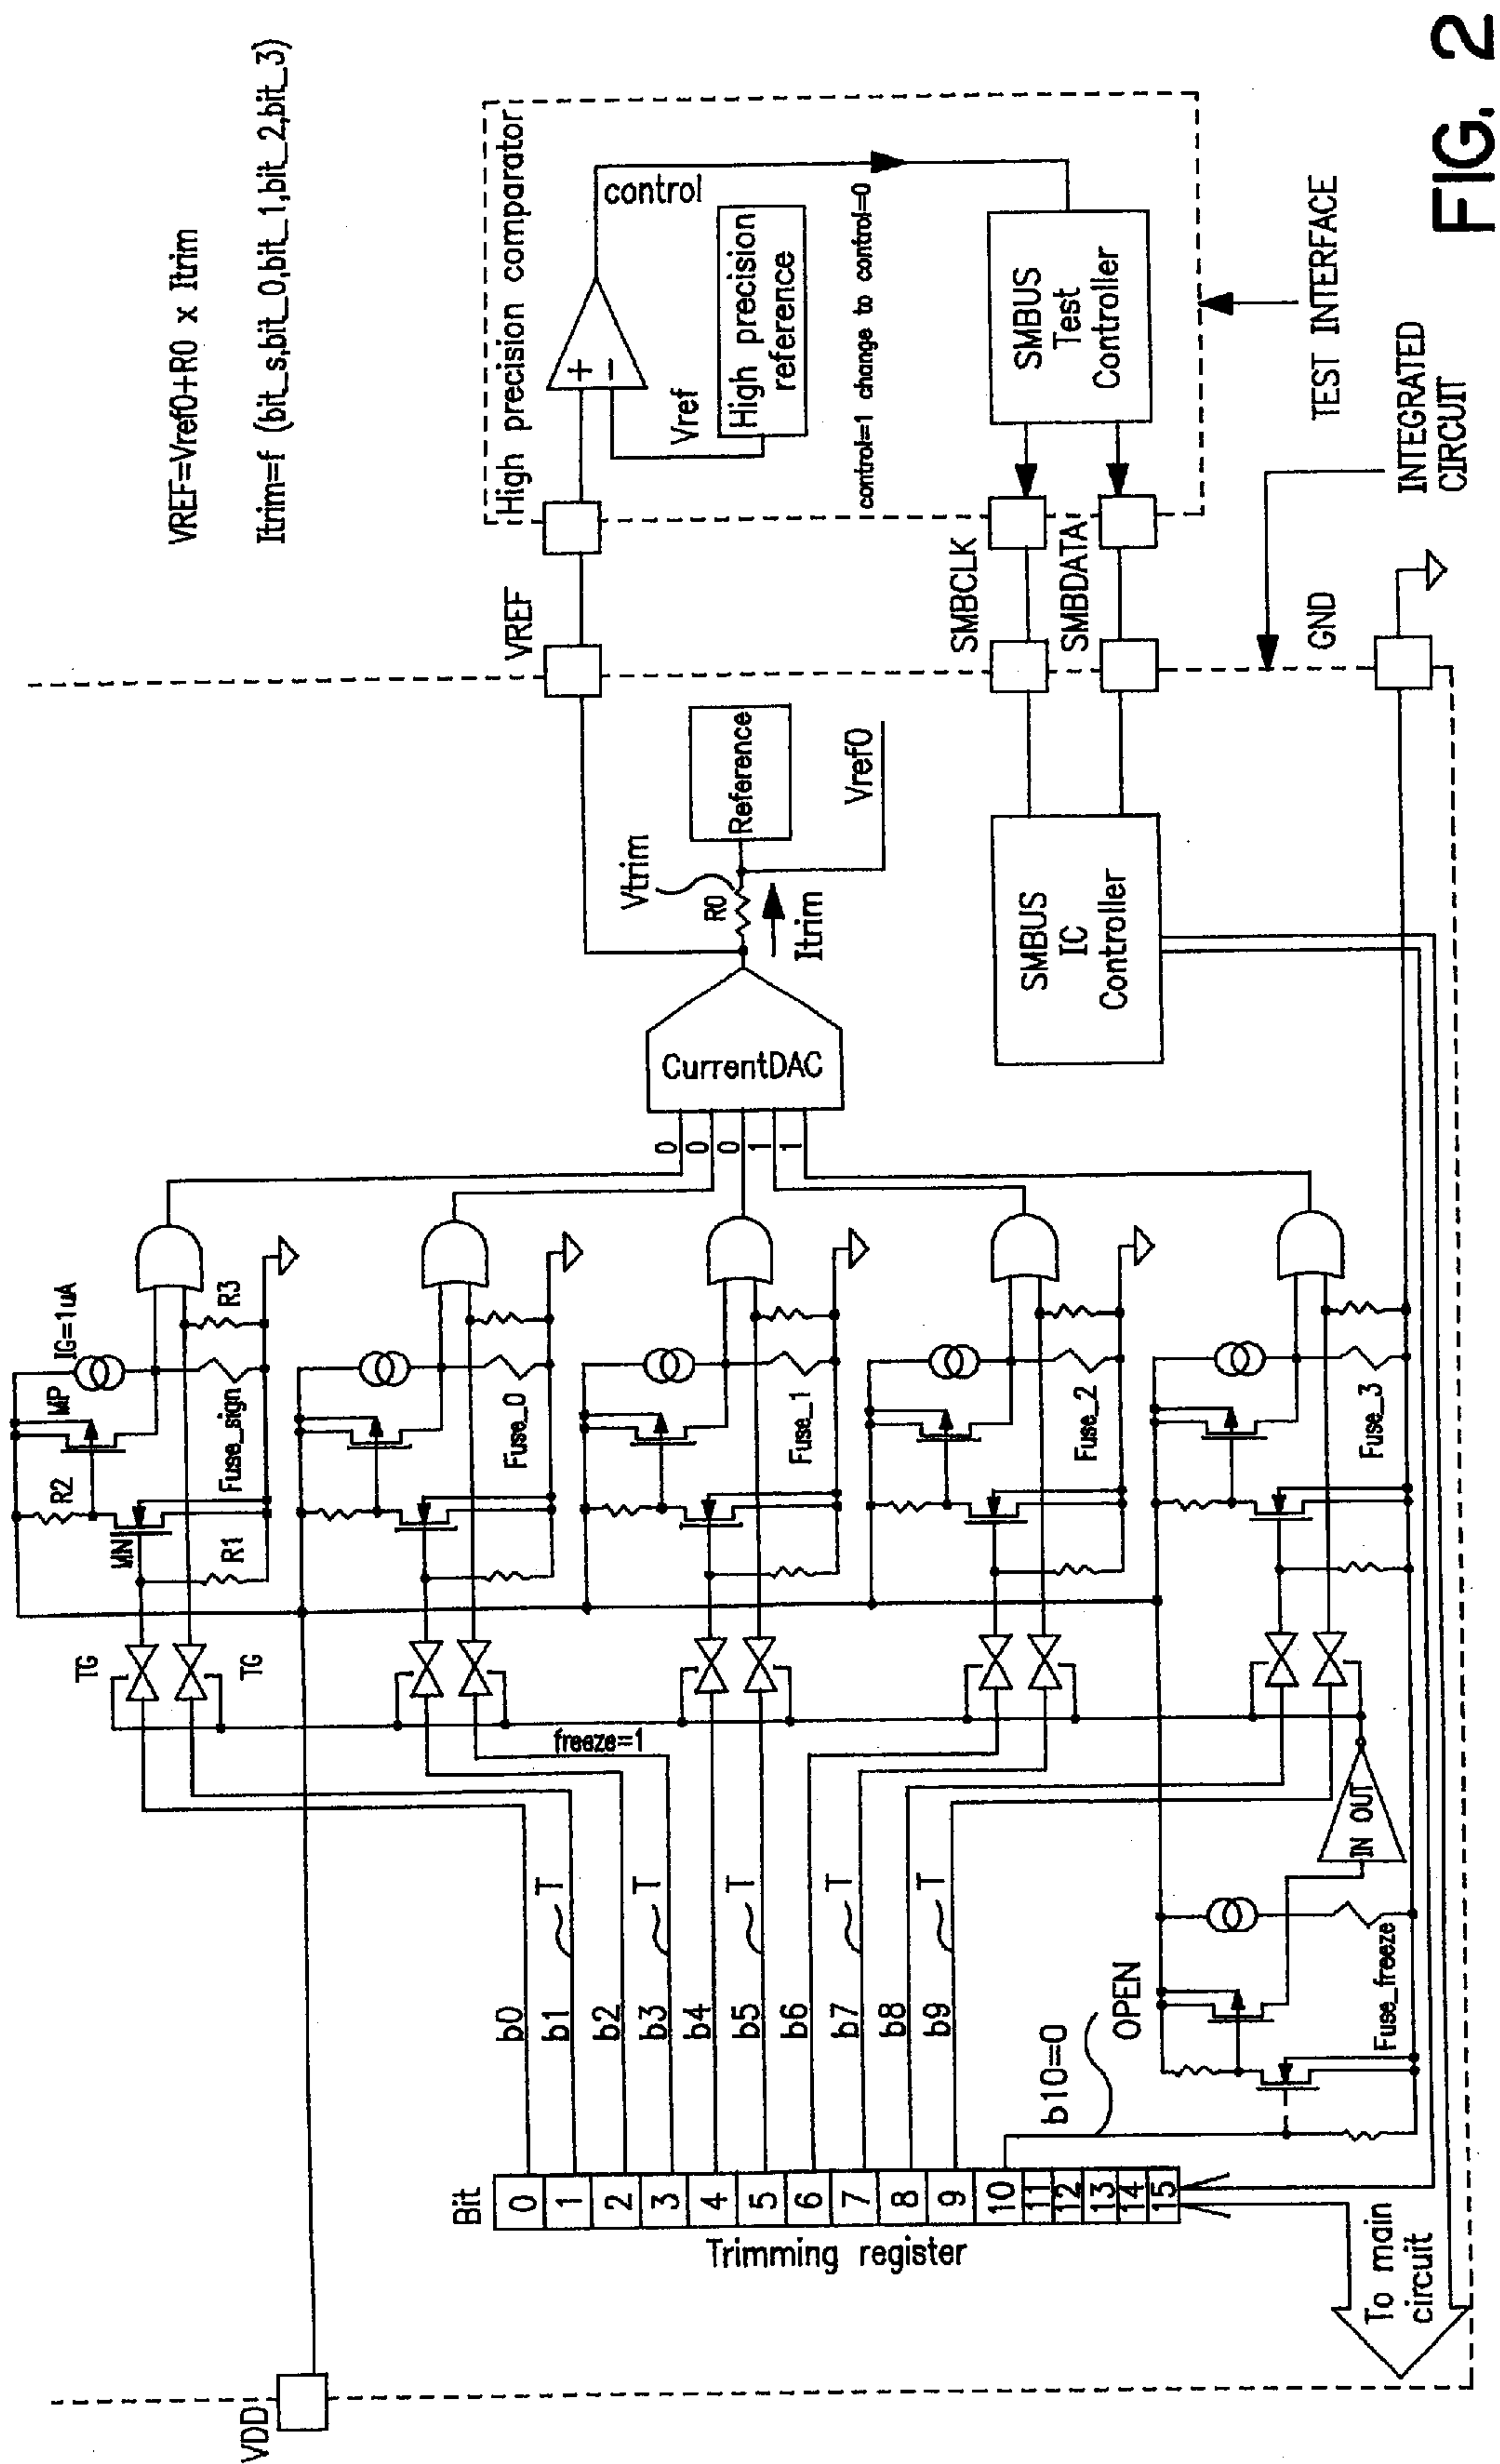 VREF=Vref0+R0 x Itrim
Itrim=f (bit_s,bit_0,bit_1,bit_2,bit_3)
High precision comparator
+
−
control
Vref
High precision
reference
control=1 change to control=0
SMBUS
Test
Controller
TEST INTERFACE
INTEGRATED
CIRCUIT
VREF
SMBCLK
SMBDATA
GND
Reference
Vtrim
R0
Itrim
Vref0
SMBUS
IC
Controller
CurrentDAC
0
0
0
1
1
IG=1uA
MP
R2
MN
R1
R3
Fuse_sign
Fuse_0
Fuse_1
Fuse_2
Fuse_3
TG
TG
freeze=1
IN OUT
Fuse_freeze
OPEN
b10=0
b0
b1
T
b2
b3
T
b4
b5
T
b6
b7
T
b8
b9
T
Bit
0
1
2
3
4
5
6
7
8
9
10
11
12
13
14
15
Trimming register
To main
circuit
VDD
FIG. 2